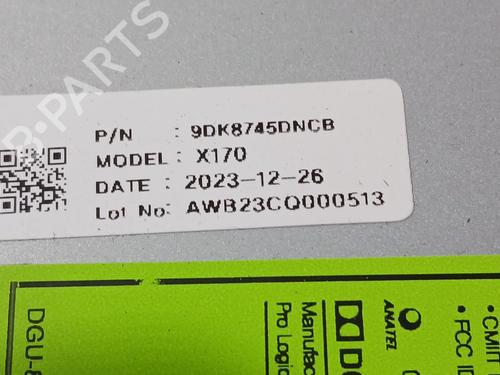 B-PARTS
P/N : 9DK8745DNCB
MODEL : X170
DATE : 2023-12-26
Lot No: AWB23CQ000513
DGU-
Manufac
Pro Logic
DO
ANATEL
• CMIIT
• FCC ID